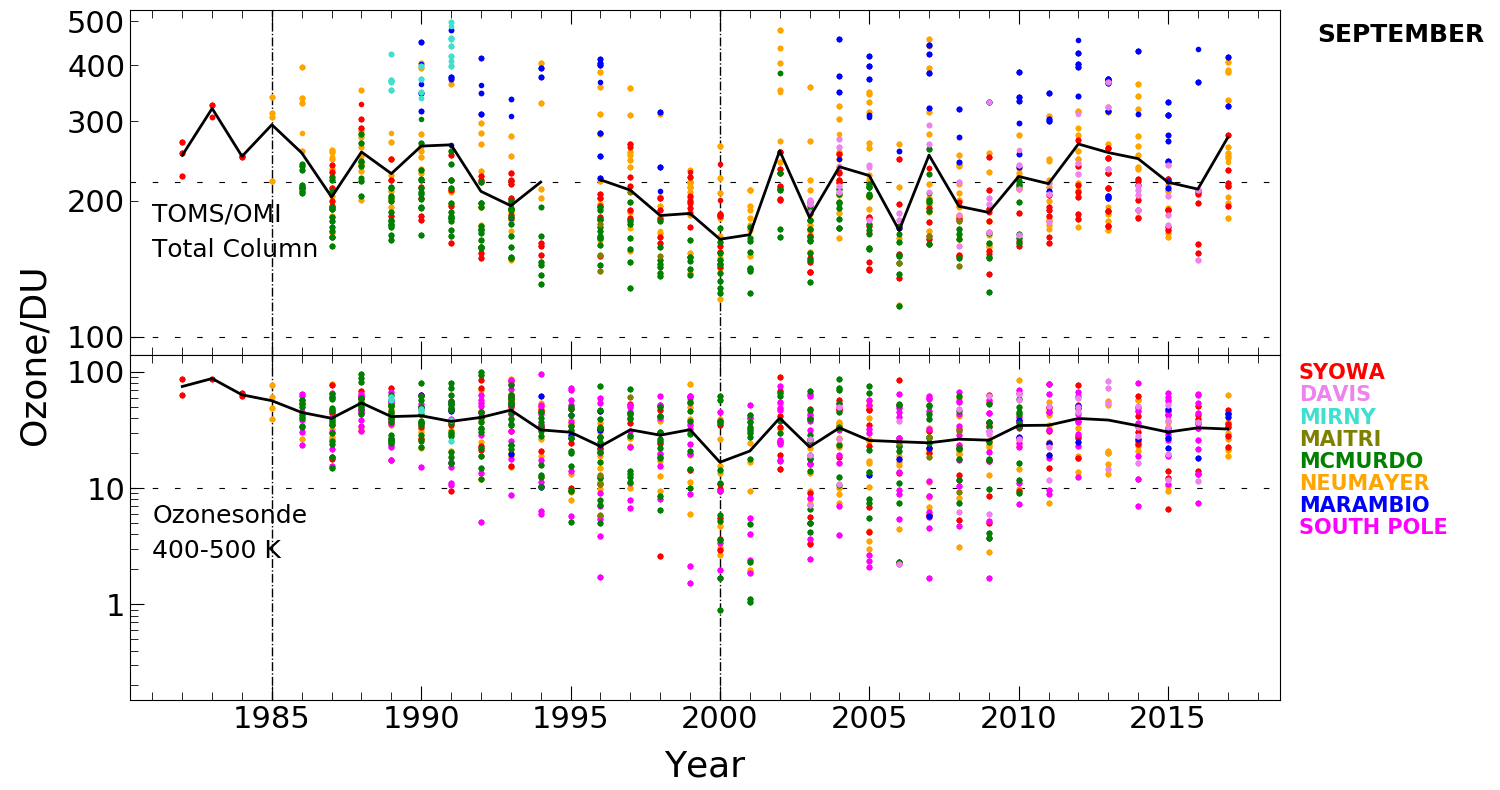 SEPTEMBER
500
400
300
200
100
TOMS/OMI
Total Column
Ozone/DU
100
10
1
Ozonesonde
400-500 K
SYOWA
DAVIS
MIRNY
MAITRI
MCMURDO
NEUMAYER
MARAMBIO
SOUTH POLE
1985 1990 1995 2000 2005 2010 2015
Year